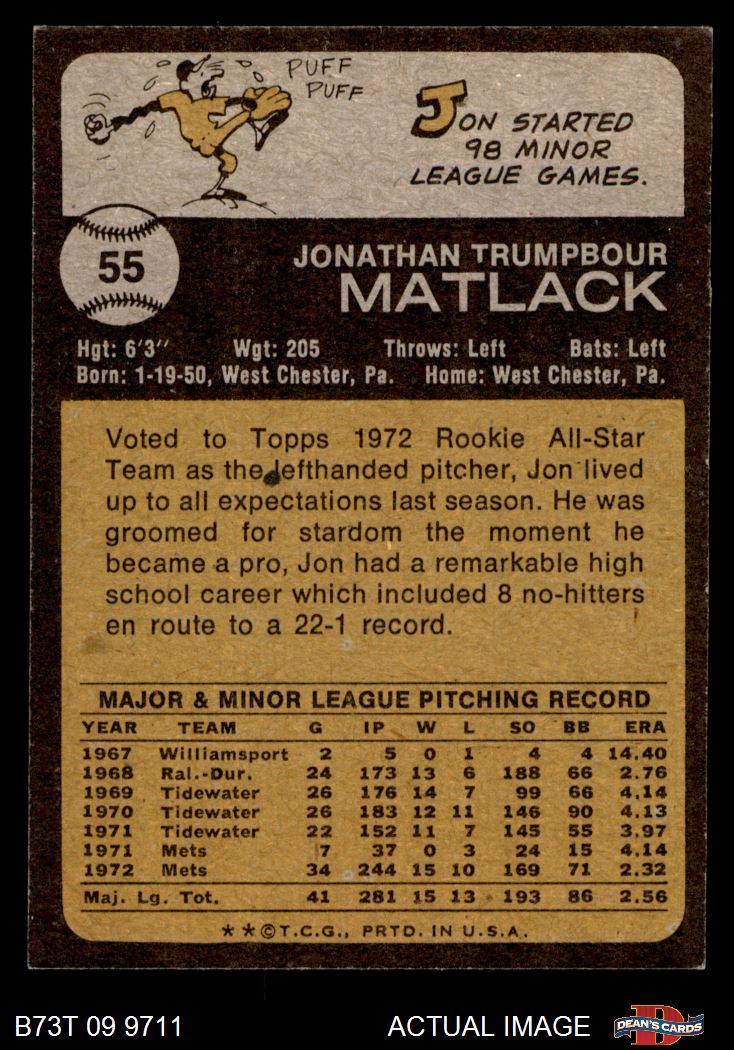 PUFF
PUFF
JON STARTED
98 MINOR
LEAGUE GAMES.
55
JONATHAN TRUMPBOUR
MATLACK
Hgt: 6'3" Wgt: 205 Throws: Left Bats: Left
Born: 1-19-50, West Chester, Pa. Home: West Chester, Pa.
Voted to Topps 1972 Rookie All-Star
Team as the lefthanded pitcher, Jon lived
up to all expectations last season. He was
groomed for stardom the moment he
became a pro, Jon had a remarkable high
school career which included 8 no-hitters
en route to a 22-1 record.
MAJOR & MINOR LEAGUE PITCHING RECORD
YEAR TEAM G IP W L SO BB ERA
1967 Williamsport 2 5 0 1 4 4 14.40
1968 Ral.-Dur. 24 173 13 6 188 66 2.76
1969 Tidewater 26 176 14 7 99 66 4.14
1970 Tidewater 26 183 12 11 146 90 4.13
1971 Tidewater 22 152 11 7 145 55 3.97
1971 Mets 7 37 0 3 24 15 4.14
1972 Mets 34 244 15 10 169 71 2.32
Maj. Lg. Tot. 41 281 15 13 193 86 2.56
* * © T.C.G., PRTD. IN U.S.A.
B73T 09 9711 ACTUAL IMAGE D DEAN'S CARDS